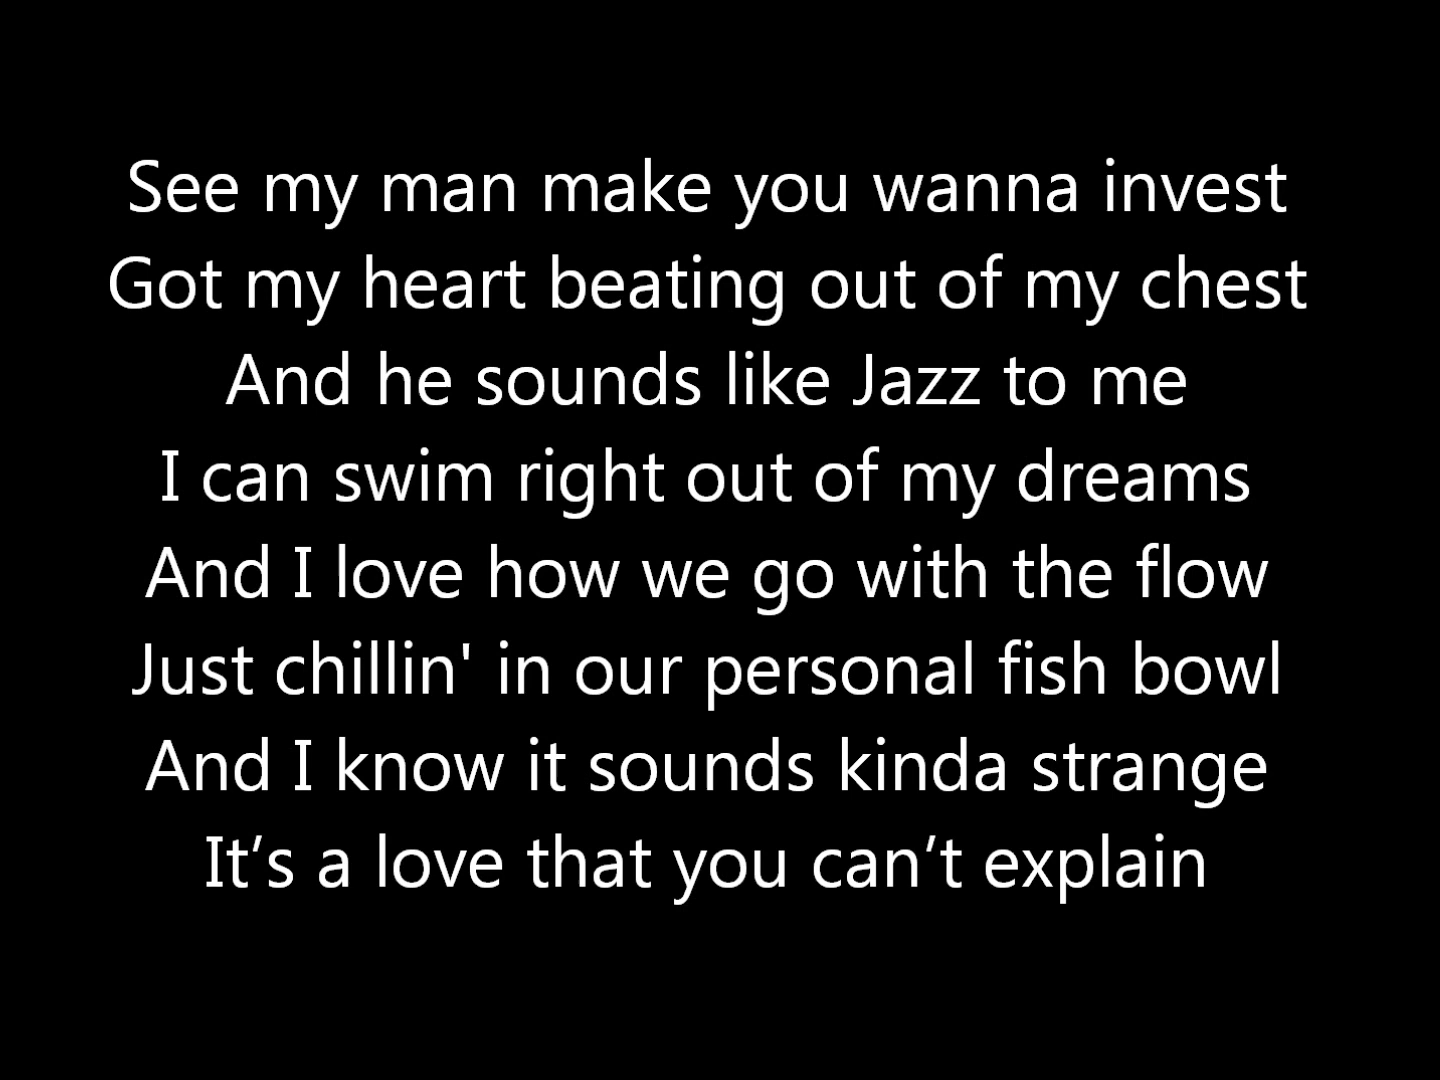 See my man make you wanna invest
Got my heart beating out of my chest
And he sounds like Jazz to me
I can swim right out of my dreams
And I love how we go with the flow
Just chillin' in our personal fish bowl
And I know it sounds kinda strange
It’s a love that you can’t explain